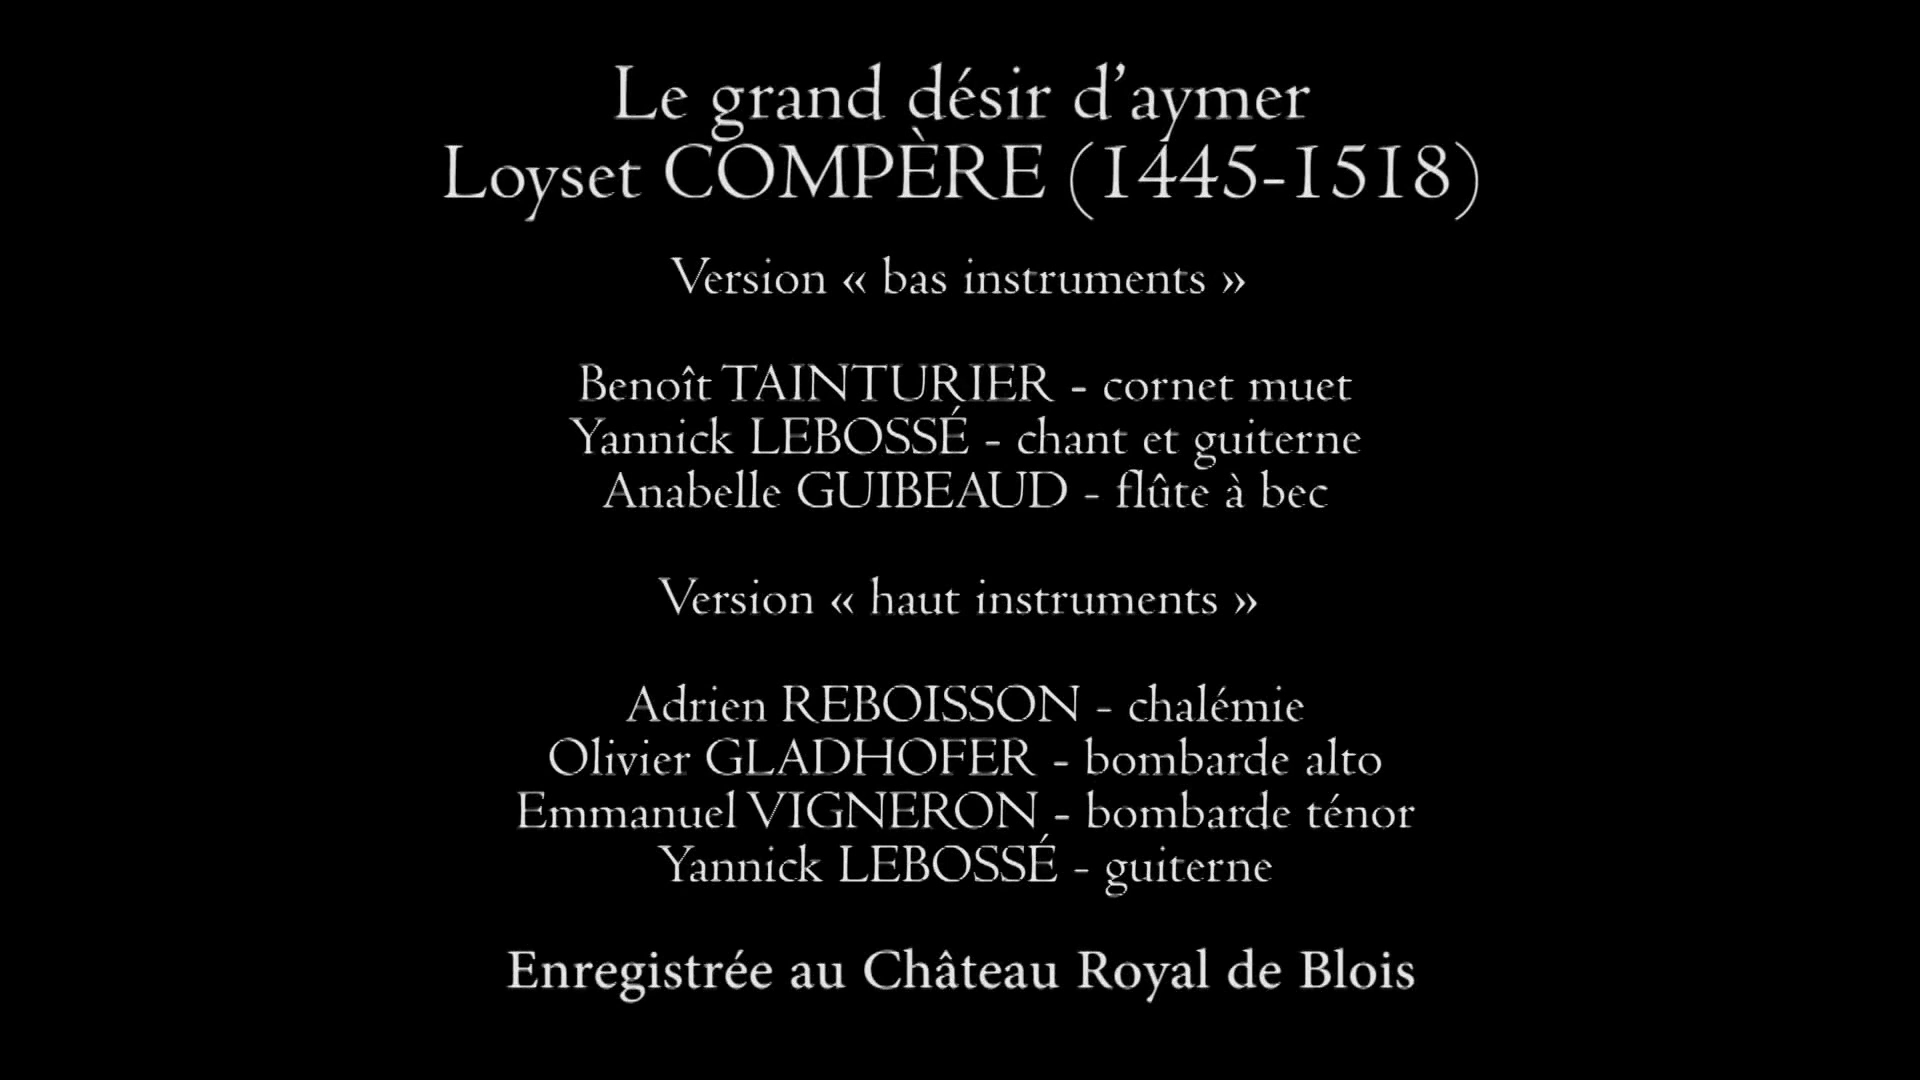 Le grand désir d’aymer
Loyset COMPÈRE (1445-1518)
Version « bas instruments »
Benoît TAINTURIER - cornet muet
Yannick LEBOSSÉ - chant et guiterne
Anabelle GUIBEAUD - flûte à bec
Version « haut instruments »
Adrien REBOISSON - chalémie
Olivier GLADHOFER - bombarde alto
Emmanuel VIGNERON - bombarde ténor
Yannick LEBOSSÉ - guiterne
Enregistrée au Château Royal de Blois